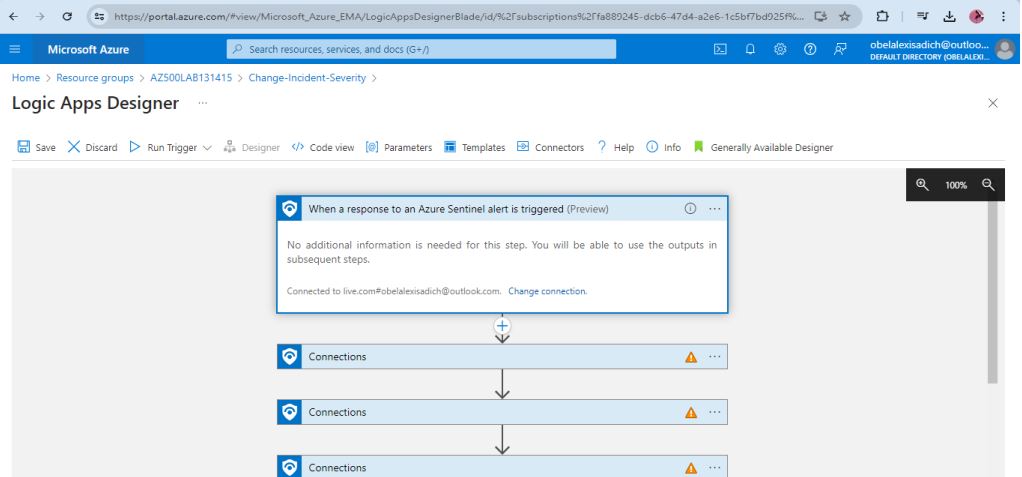 https://portal.azure.com/#view/Microsoft_Azure_EMA/LogicAppsDesignerBlade/id/%2Fsubscriptions%2Ffa889245-dcb6-47d4-a2e6-1c5bf7bd925f%...
Microsoft Azure
Search resources, services, and docs (G+/)
obelalexisadich@outloo...
DEFAULT DIRECTORY (OBELALEXI...
Home > Resource groups > AZ500LAB131415 > Change-Incident-Severity >
Logic Apps Designer ...
Save Discard Run Trigger Designer Code view Parameters Templates Connectors Help Info Generally Available Designer
100%
When a response to an Azure Sentinel alert is triggered (Preview)
No additional information is needed for this step. You will be able to use the outputs in
subsequent steps.
Connected to live.com#obelalexisadich@outlook.com. Change connection.
Connections
Connections
Connections